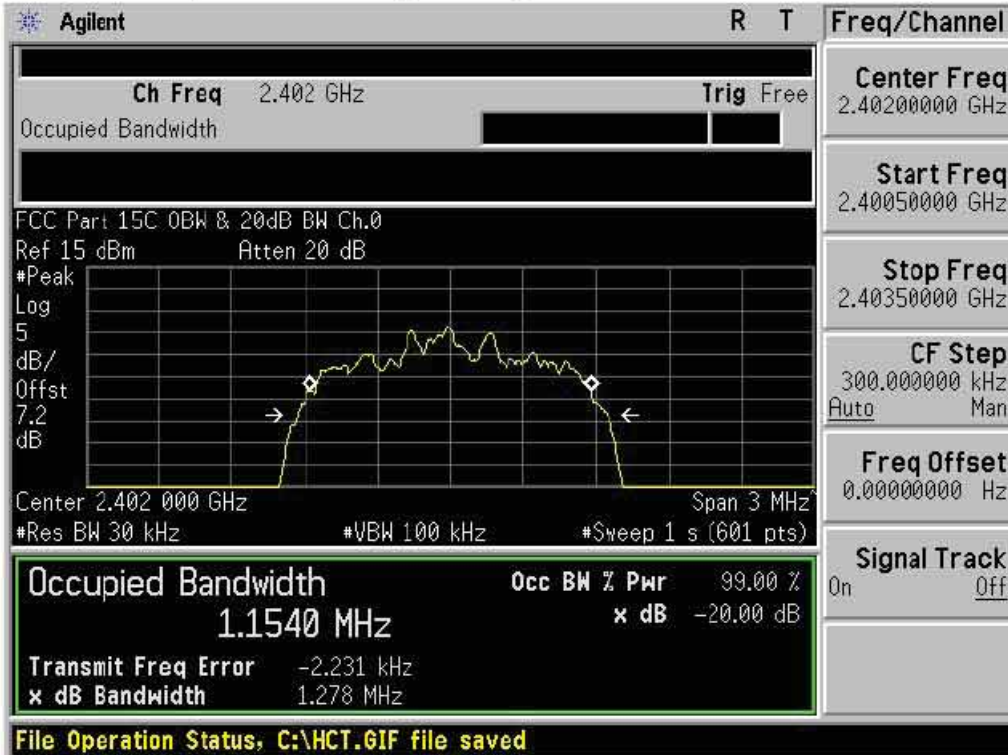 Agilent R T Freq/Channel
Ch Freq 2.402 GHz Trig Free
Occupied Bandwidth
Center Freq
2.40200000 GHz
Start Freq
2.40050000 GHz
Stop Freq
2.40350000 GHz
CF Step
300.000000 kHz
Auto Man
Freq Offset
0.00000000 Hz
Signal Track
On Off
FCC Part 15C OBW & 20dB BW Ch.0
Ref 15 dBm Atten 20 dB
#Peak
Log
5
dB/
Offst
7.2
dB
Center 2.402 000 GHz Span 3 MHz^
#Res BW 30 kHz #VBW 100 kHz #Sweep 1 s (601 pts)
Occupied Bandwidth Occ BW % Pwr 99.00 %
1.1540 MHz x dB -20.00 dB
Transmit Freq Error -2.231 kHz
x dB Bandwidth 1.278 MHz
File Operation Status, C:\HCT.GIF file saved